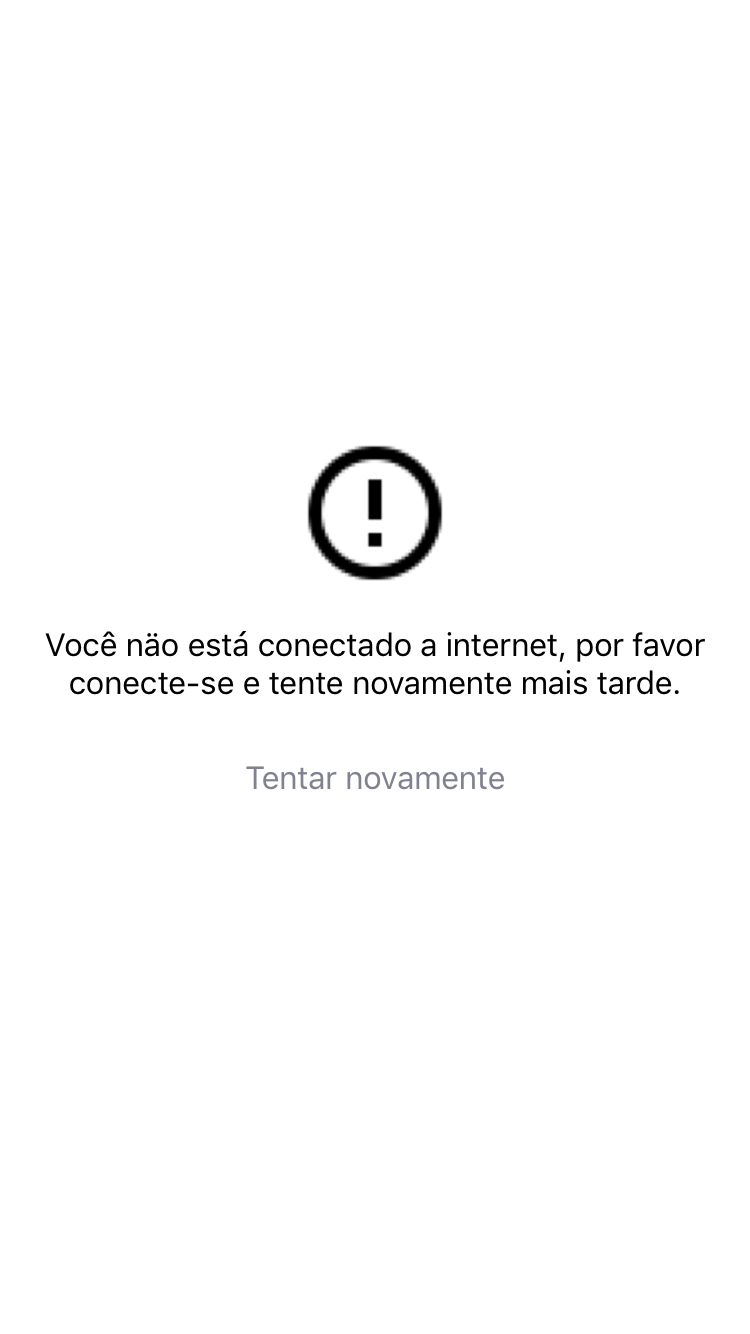 Você näo está conectado a internet, por favor
conecte-se e tente novamente mais tarde.
Tentar novamente